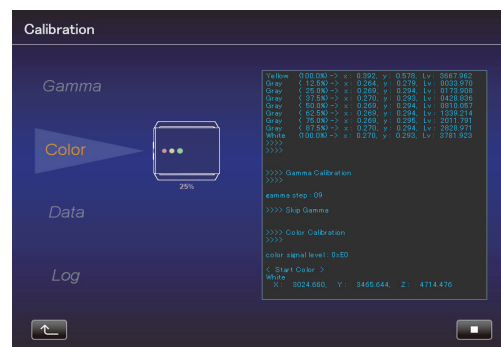 Calibration
Gamma
Color
Data
Log
25%
Yellow (100.0%) -> x : 0.392, y : 0.578, Lv : 3667.962
Gray ( 12.5%) -> x : 0.264, y : 0.279, Lv : 0033.970
Gray ( 25.0%) -> x : 0.269, y : 0.294, Lv : 0173.908
Gray ( 37.5%) -> x : 0.270, y : 0.293, Lv : 0428.836
Gray ( 50.0%) -> x : 0.269, y : 0.294, Lv : 0810.057
Gray ( 62.5%) -> x : 0.269, y : 0.294, Lv : 1339.214
Gray ( 75.0%) -> x : 0.269, y : 0.295, Lv : 2011.791
Gray ( 87.5%) -> x : 0.270, y : 0.294, Lv : 2828.971
White (100.0%) -> x : 0.270, y : 0.293, Lv : 3781.923
>>>>
>>>>
>>>> Gamma Calibration
>>>>
gamma step : 09
>>>> Skip Gamma
>>>> Color Calibration
>>>>
color signal level : 0xE0
< Start Color >
White
X : 3024.660, Y : 3465.644, Z : 4714.476